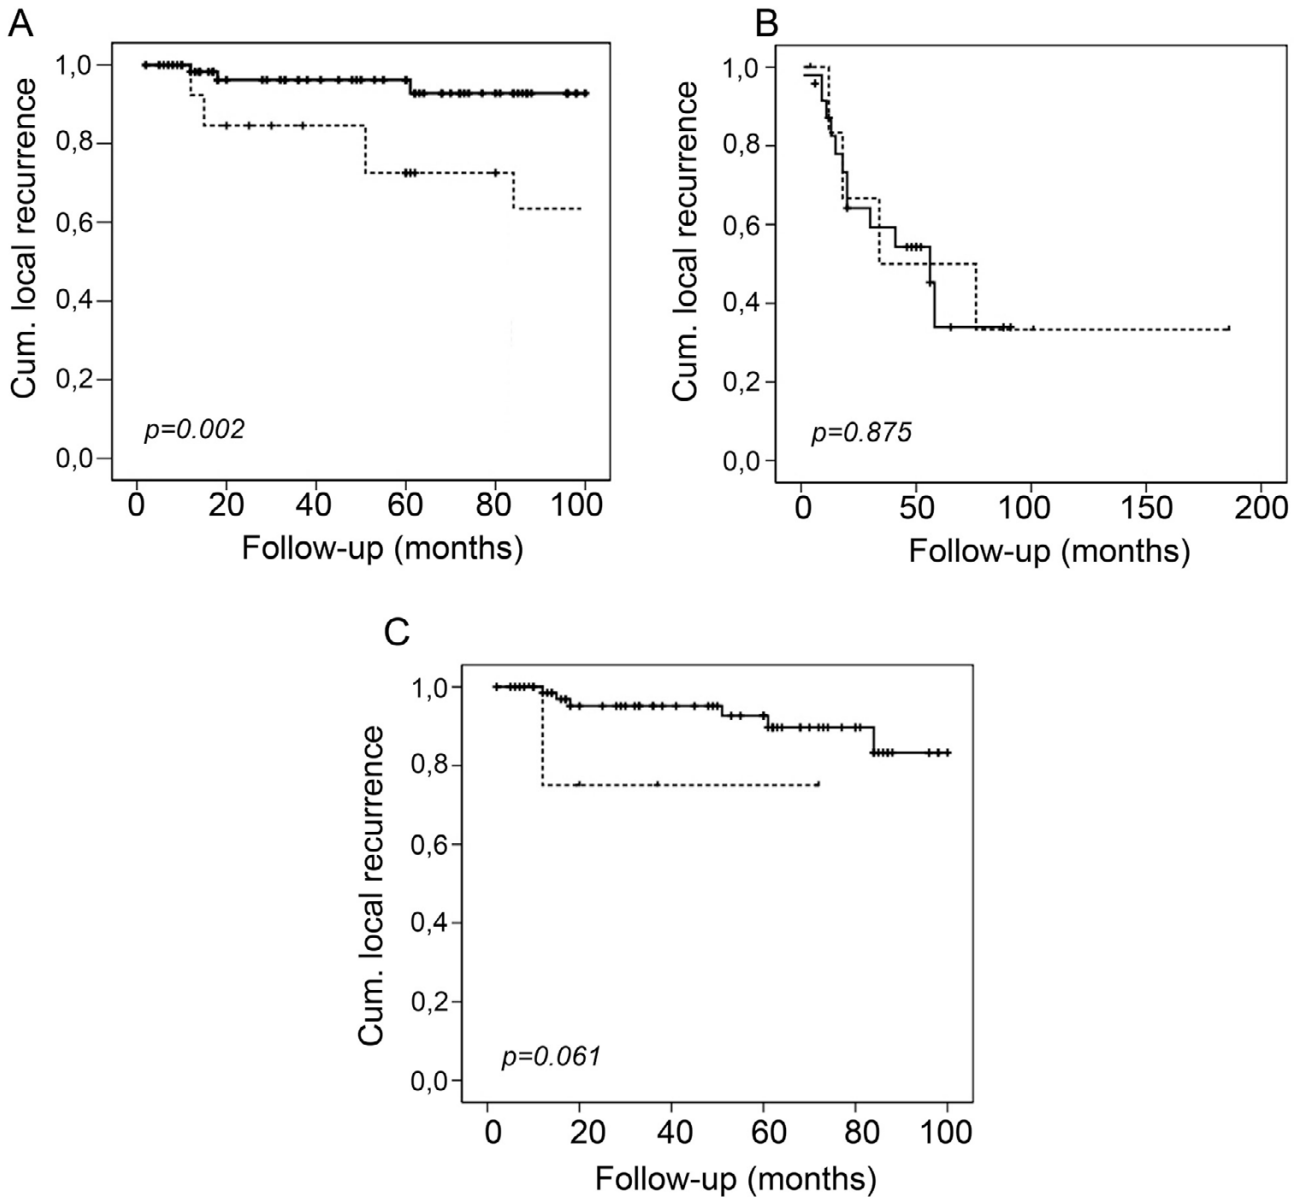 A
Cum. local recurrence
1,0
0,8
0,6
0,4
0,2
0,0
p=0.002
0 20 40 60 80 100
Follow-up (months)
B
Cum. local recurrence
1,0
0,8
0,6
0,4
0,2
0,0
p=0.875
0 50 100 150 200
Follow-up (months)
C
Cum. local recurrence
1,0
0,8
0,6
0,4
0,2
0,0
p=0.061
0 20 40 60 80 100
Follow-up (months)